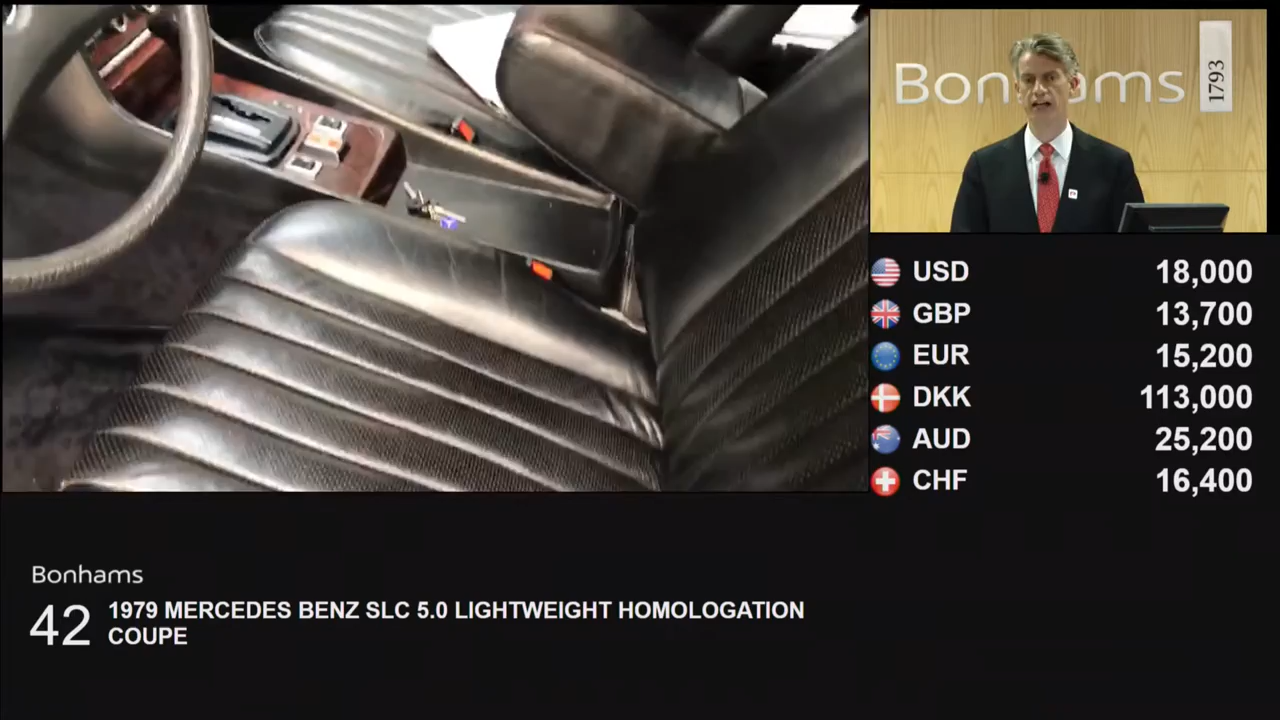 Bonhams
1793
USD 18,000
GBP 13,700
EUR 15,200
DKK 113,000
AUD 25,200
CHF 16,400
Bonhams
42
1979 MERCEDES BENZ SLC 5.0 LIGHTWEIGHT HOMOLOGATION
COUPE